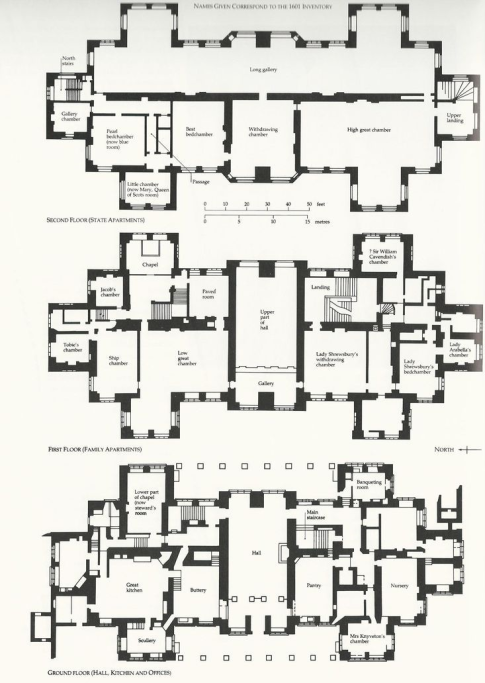 NAMES GIVEN CORRESPOND TO THE 1601 INVENTORY
North
stairs
Long gallery
Gallery
chamber
Pearl
bedchamber
(now blue
room)
Best
bedchamber
Withdrawing
chamber
High great chamber
Upper
landing
Little chamber
(now Mary, Queen
of Scots room)
Passage
0 10 20 30 40 50 feet
0 5 10 15 metres
SECOND FLOOR (STATE APARTMENTS)
Chapel
? Sir William
Cavendish's
chamber
Jacob's
chamber
Paved
room
Landing
Upper
part
of
hall
Tobie's
chamber
Ship
chamber
Low
great
chamber
Lady Shrewsbury's
withdrawing
chamber
Lady
Shrewsbury's
bedchamber
Lady
Arabella's
chamber
Gallery
FIRST FLOOR (FAMILY APARTMENTS)
NORTH
Lower part
of chapel
(now
steward's
room
Banqueting
room
Main
staircase
Hall
Great
kitchen
Buttery
Pantry
Nursery
Scullery
Mrs Knyveton's
chamber
GROUND FLOOR (HALL, KITCHEN AND OFFICES)